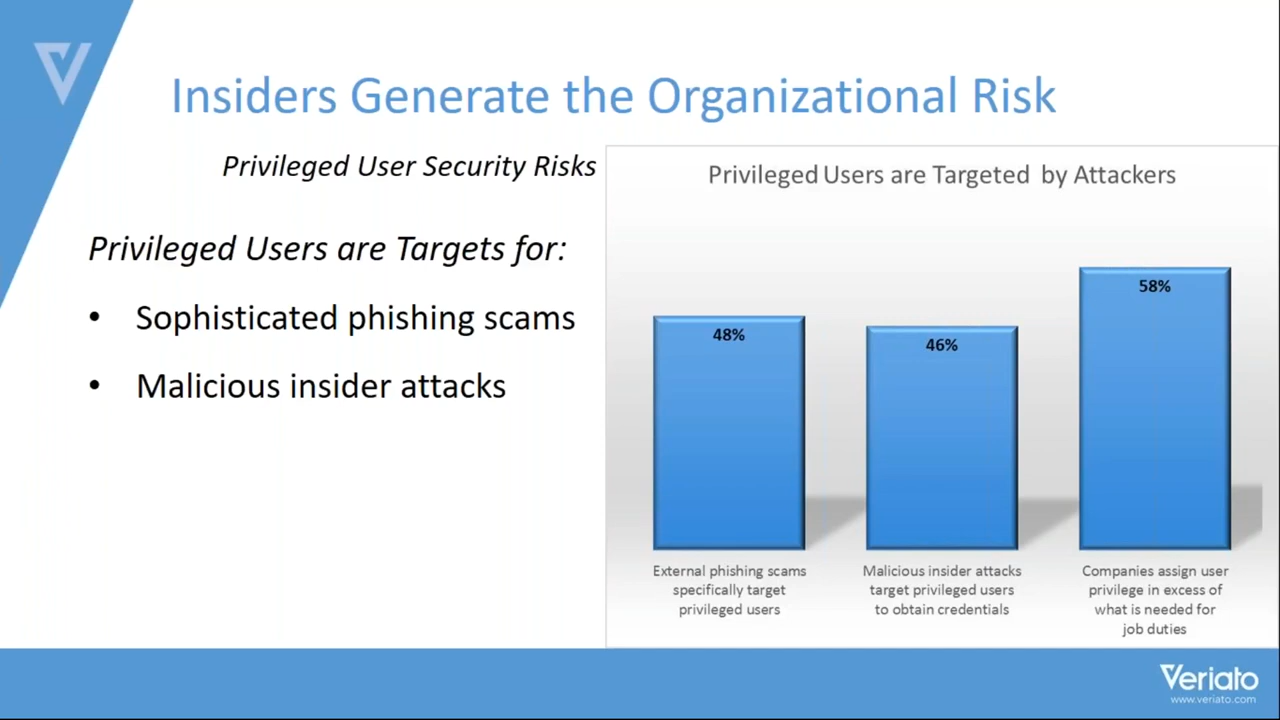 Insiders Generate the Organizational Risk
Privileged User Security Risks
Privileged Users are Targets for:
• Sophisticated phishing scams
• Malicious insider attacks
Privileged Users are Targeted by Attackers
48%
46%
58%
External phishing scams
specifically target
privileged users
Malicious insider attacks
target privileged users
to obtain credentials
Companies assign user
privilege in excess of
what is needed for
job duties
Veriato
www.veriato.com